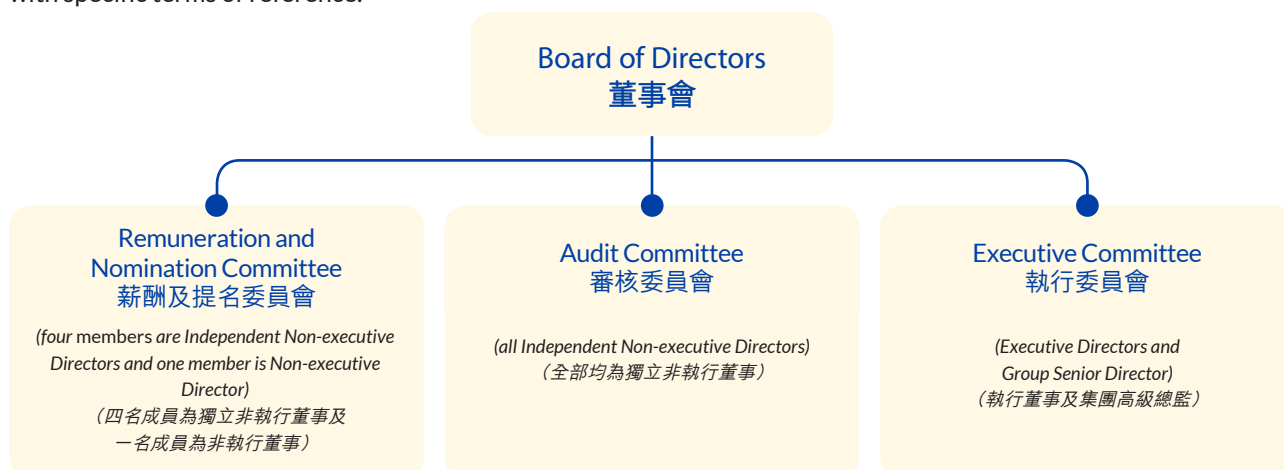 with specific terms of reference.
Board of Directors
董事會
Remuneration and
Nomination Committee
薪酬及提名委員會
(four members are Independent Non-executive
Directors and one member is Non-executive
Director)
（四名成員為獨立非執行董事及
一名成員為非執行董事）
Audit Committee
審核委員會
(all Independent Non-executive Directors)
（全部均為獨立非執行董事）
Executive Committee
執行委員會
(Executive Directors and
Group Senior Director)
（執行董事及集團高級總監）